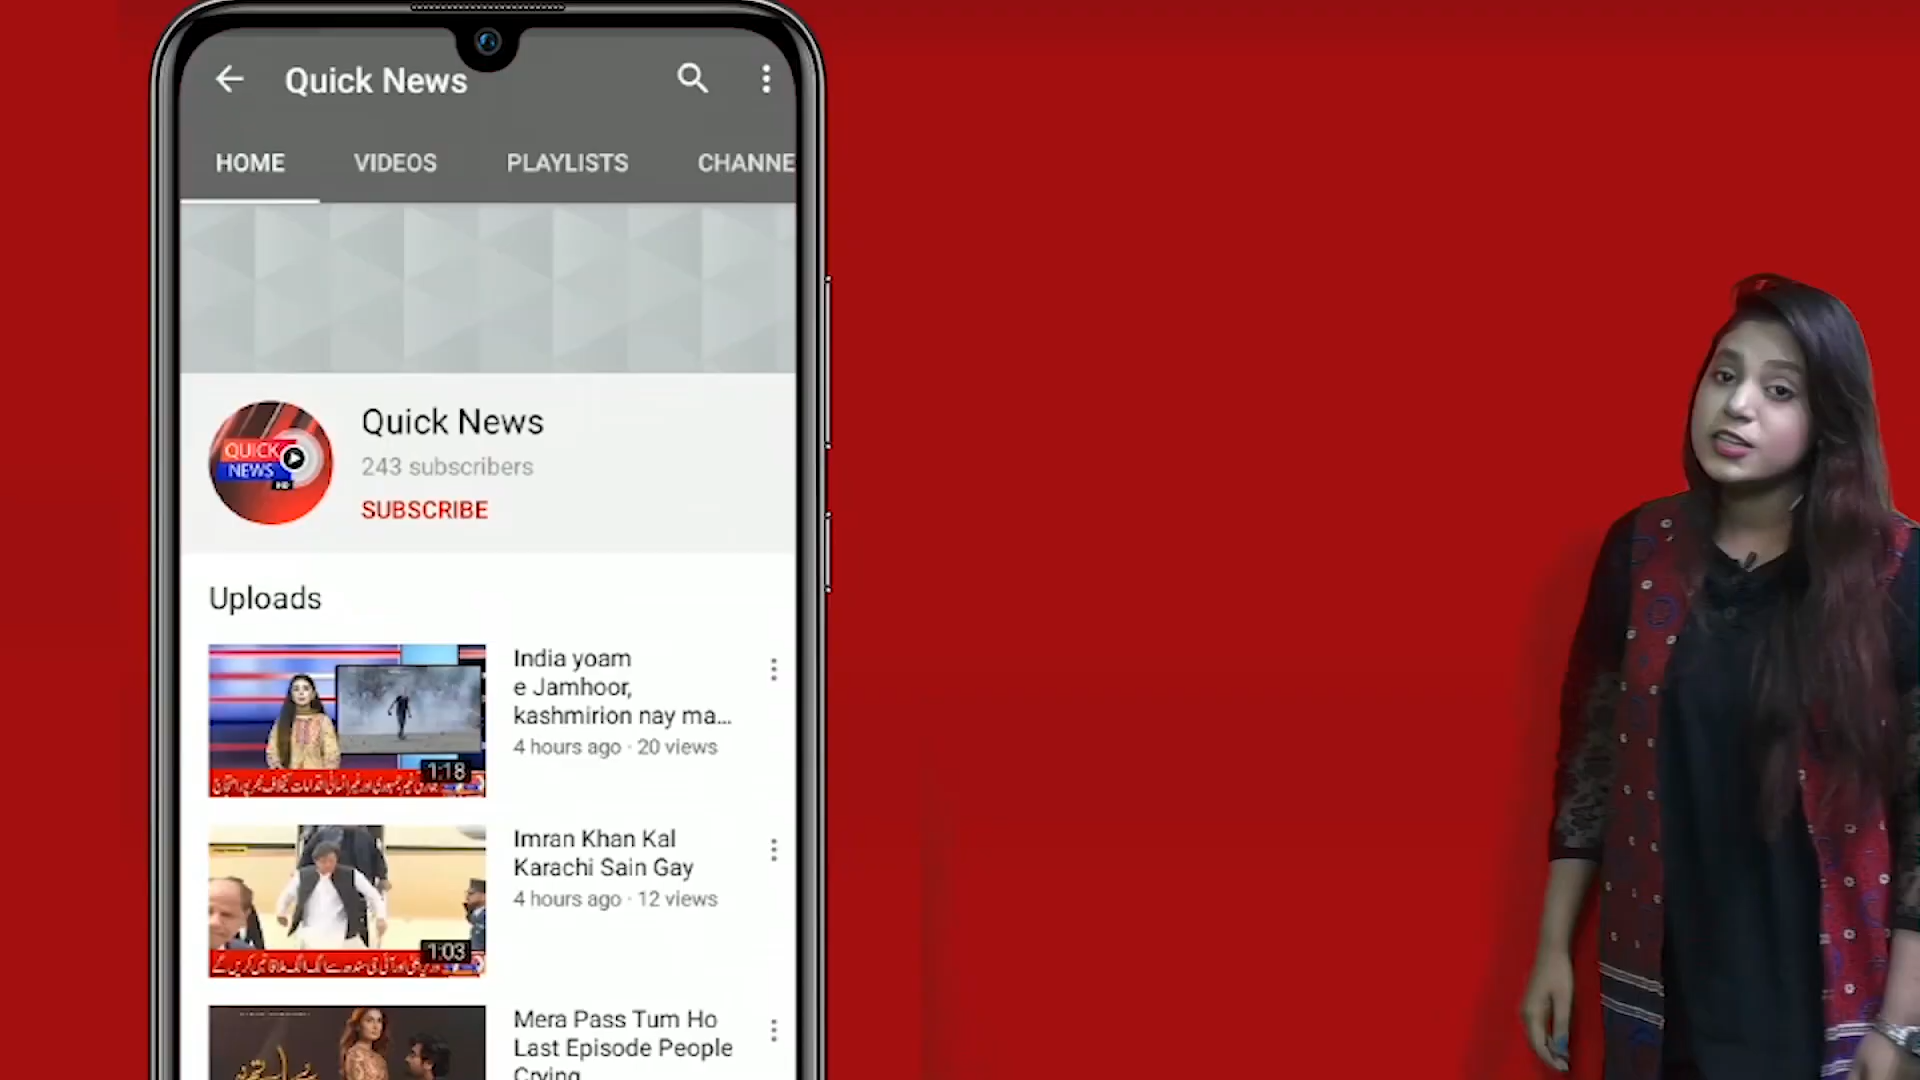 Quick News
HOME VIDEOS PLAYLISTS CHANNE
QUICK
NEWS
HD
Quick News
243 subscribers
SUBSCRIBE
Uploads
India yoam
e Jamhoor,
kashmirion nay ma...
4 hours ago · 20 views
1:18
Imran Khan Kal
Karachi Sain Gay
4 hours ago · 12 views
1:03
Mera Pass Tum Ho
Last Episode People
Crying